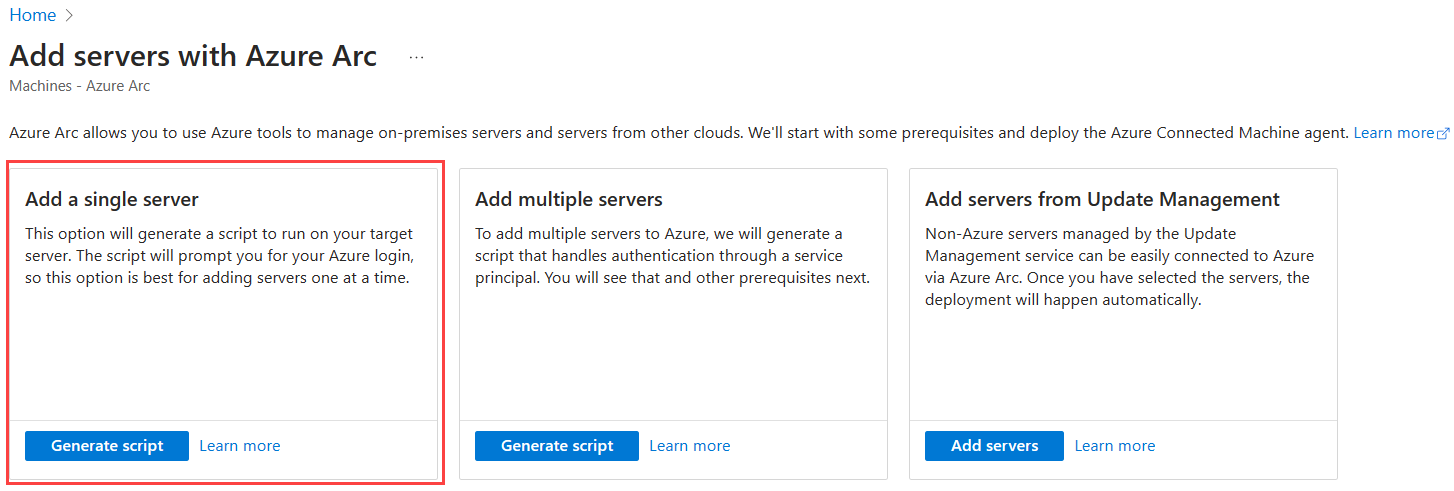 Home
Add servers with Azure Arc ...
Machines - Azure Arc
Azure Arc allows you to use Azure tools to manage on-premises servers and servers from other clouds. We'll start with some prerequisites and deploy the Azure Connected Machine agent. Learn more
Add a single server
This option will generate a script to run on your target
server. The script will prompt you for your Azure login,
so this option is best for adding servers one at a time.
Generate script
Learn more
Add multiple servers
To add multiple servers to Azure, we will generate a
script that handles authentication through a service
principal. You will see that and other prerequisites next.
Generate script
Learn more
Add servers from Update Management
Non-Azure servers managed by the Update
Management service can be easily connected to Azure
via Azure Arc. Once you have selected the servers, the
deployment will happen automatically.
Add servers
Learn more